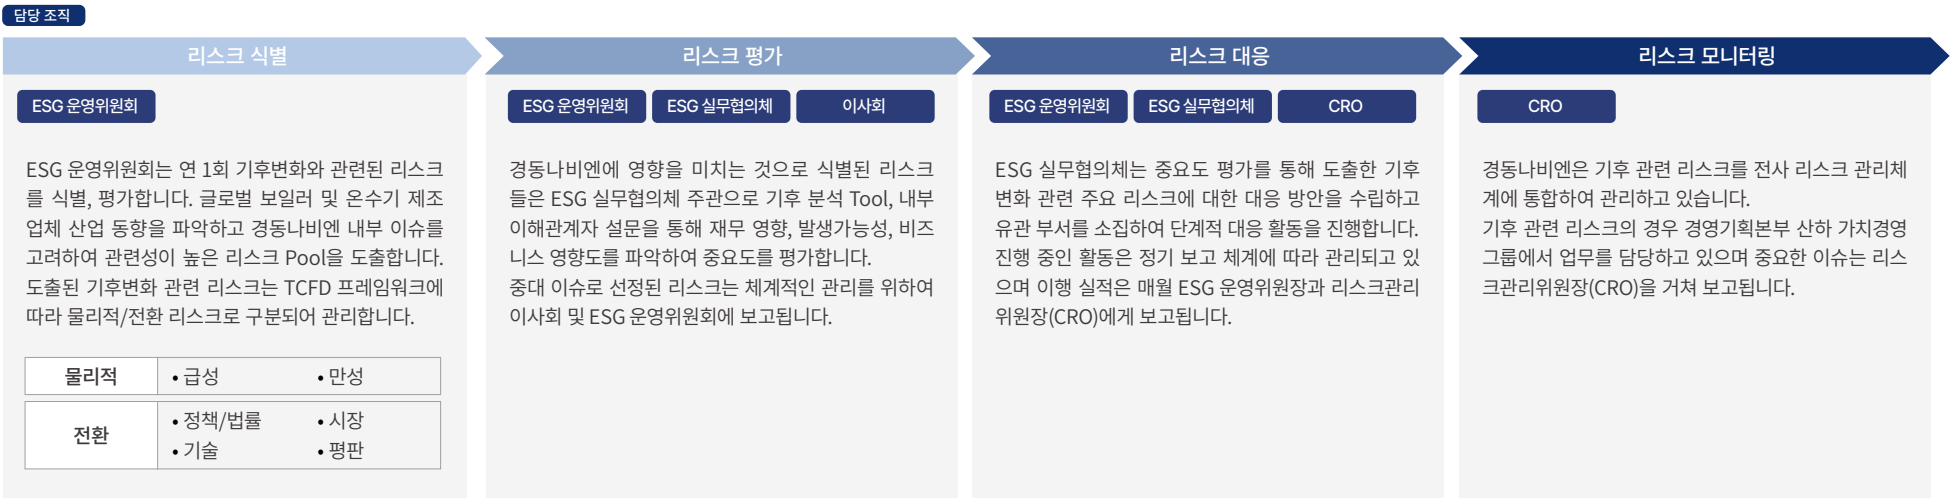 담당 조직
리스크 식별
ESG 운영위원회
ESG 운영위원회는 연 1회 기후변화와 관련된 리스크
를 식별, 평가합니다. 글로벌 보일러 및 온수기 제조
업체 산업 동향을 파악하고 경동나비엔 내부 이슈를
고려하여 관련성이 높은 리스크 Pool을 도출합니다.
도출된 기후변화 관련 리스크는 TCFD 프레임워크에
따라 물리적/전환 리스크로 구분되어 관리합니다.
물리적
• 급성
• 만성
전환
• 정책/법률
• 시장
• 기술
• 평판
리스크 평가
ESG 운영위원회
ESG 실무협의체
이사회
경동나비엔에 영향을 미치는 것으로 식별된 리스크
들은 ESG 실무협의체 주관으로 기후 분석 Tool, 내부
이해관계자 설문을 통해 재무 영향, 발생가능성, 비즈
니스 영향도를 파악하여 중요도를 평가합니다.
중대 이슈로 선정된 리스크는 체계적인 관리를 위하여
이사회 및 ESG 운영위원회에 보고됩니다.
리스크 대응
ESG 운영위원회
ESG 실무협의체
CRO
ESG 실무협의체는 중요도 평가를 통해 도출한 기후
변화 관련 주요 리스크에 대한 대응 방안을 수립하고
유관 부서를 소집하여 단계적 대응 활동을 진행합니다.
진행 중인 활동은 정기 보고 체계에 따라 관리되고 있
으며 이행 실적은 매월 ESG 운영위원장과 리스크관리
위원장(CRO)에게 보고됩니다.
리스크 모니터링
CRO
경동나비엔은 기후 관련 리스크를 전사 리스크 관리체
계에 통합하여 관리하고 있습니다.
기후 관련 리스크의 경우 경영기획본부 산하 가치경영
그룹에서 업무를 담당하고 있으며 중요한 이슈는 리스
크관리위원장(CRO)을 거쳐 보고됩니다.